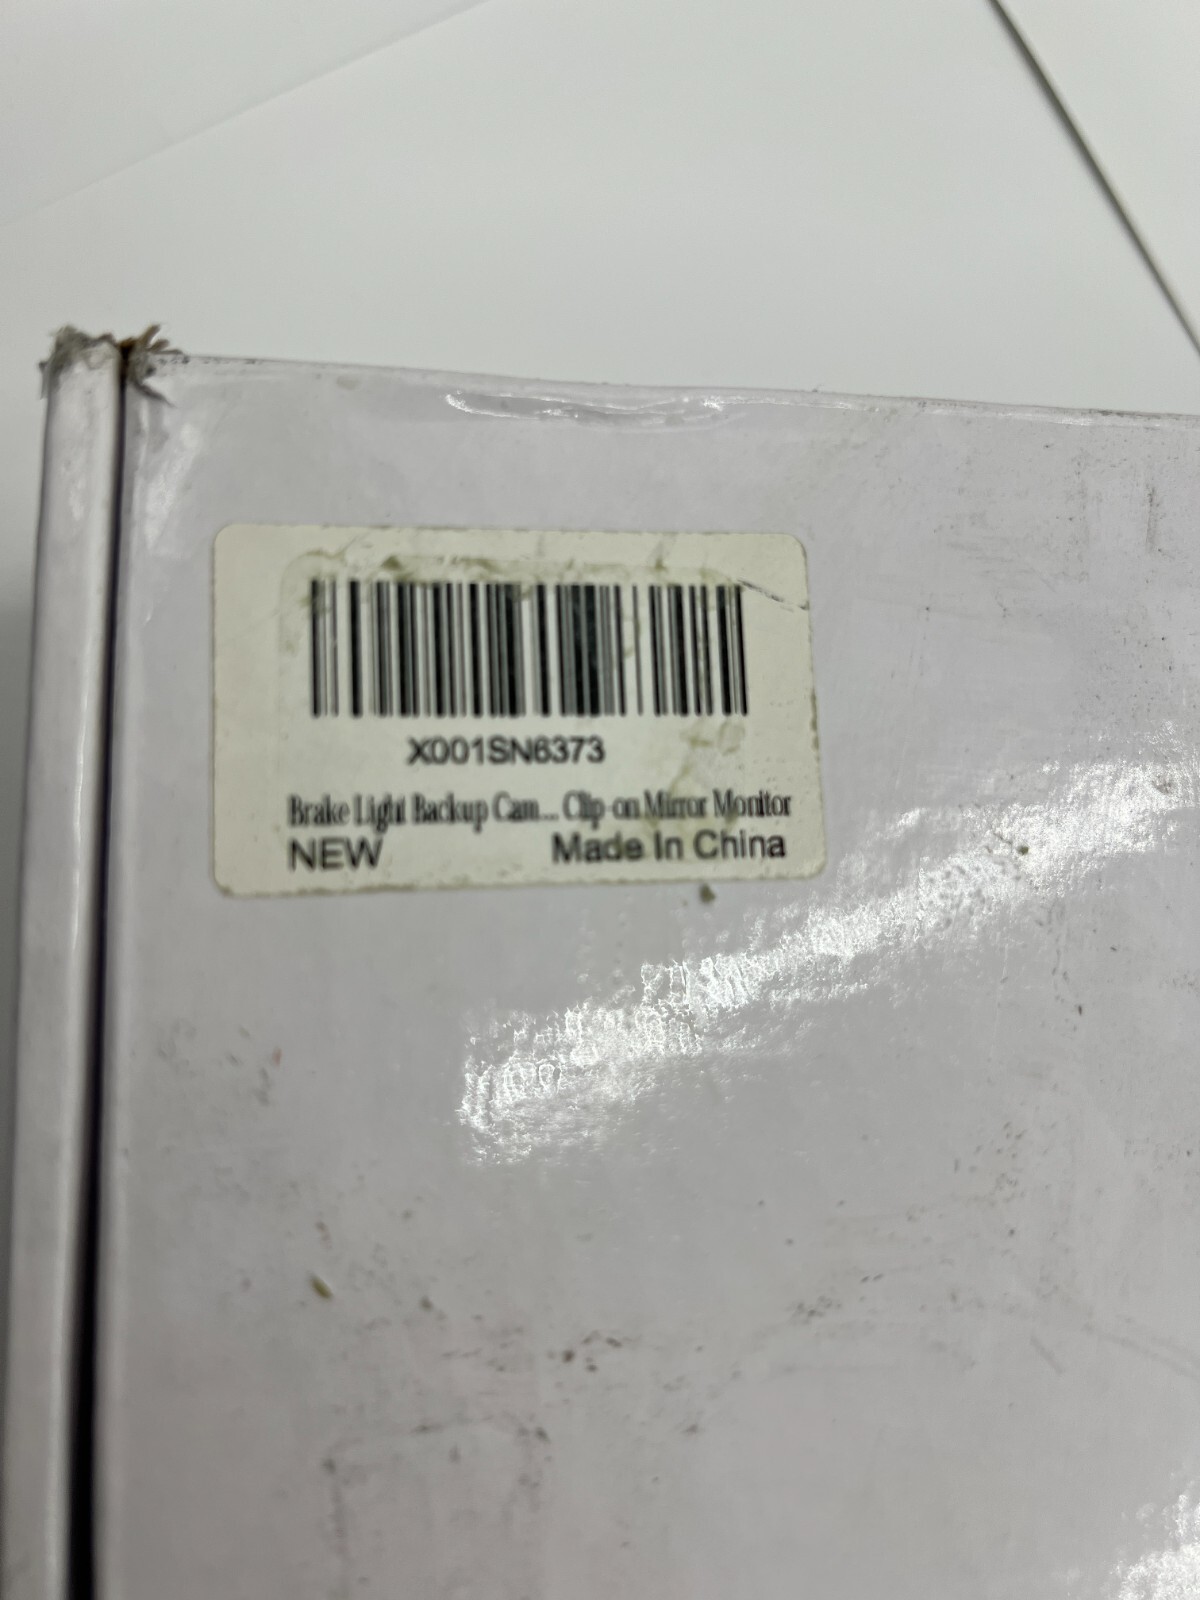 X001SN6373
Brake Light Backup Cam... Clip-on Mirror Monitor
NEW Made In China